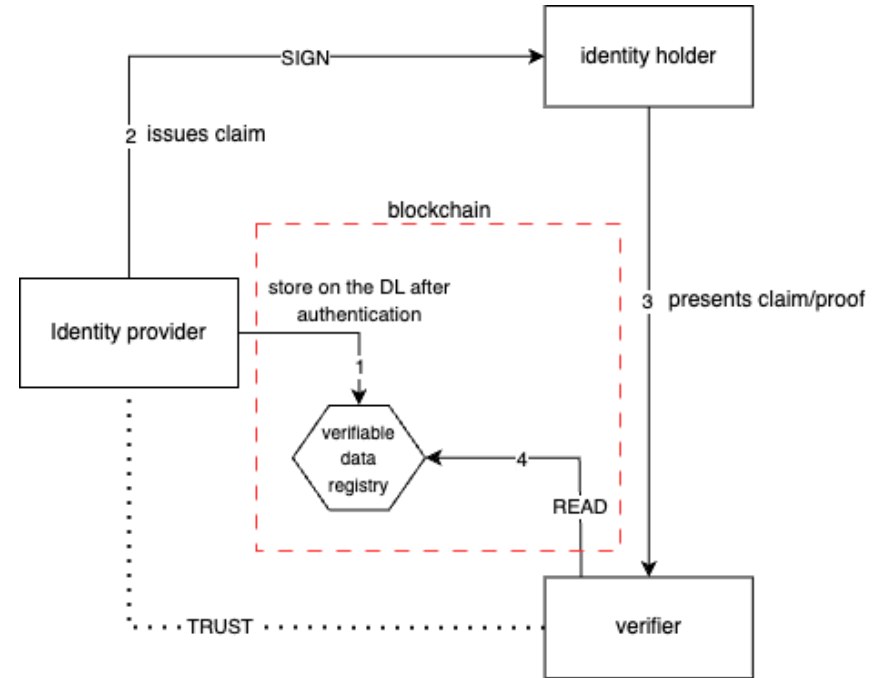 SIGN
identity holder
2 issues claim
blockchain
store on the DL after
authentication
Identity provider
3 presents claim/proof
1
verifiable
data
registry
4
READ
TRUST
verifier